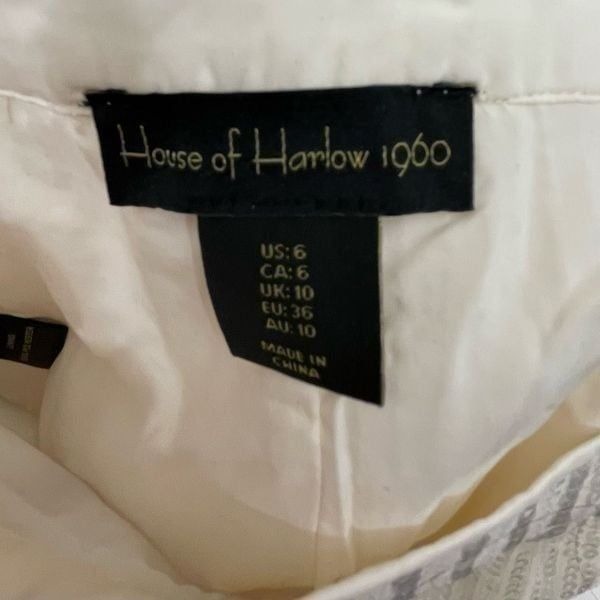 House of Harlow 1960
US: 6
CA: 6
UK: 10
EU: 36
AU: 10
MADE IN
CHINA